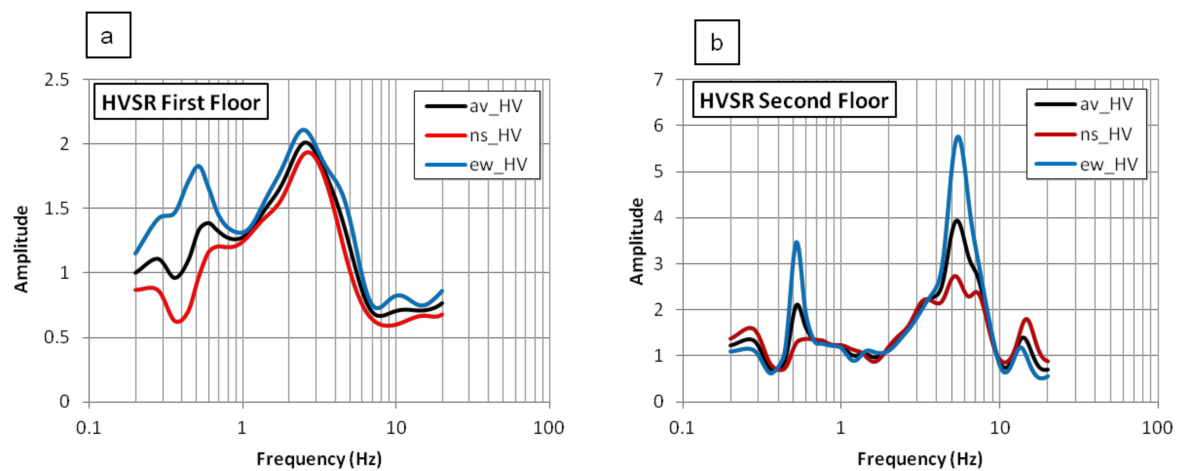 a
HVSR First Floor
av_HV
ns_HV
ew_HV
2.5
2
1.5
1
0.5
0
0.1
1
10
100
Amplitude
Frequency (Hz)
b
HVSR Second Floor
av_HV
ns_HV
ew_HV
7
6
5
4
3
2
1
0
0.1
1
10
100
Amplitude
Frequency (Hz)